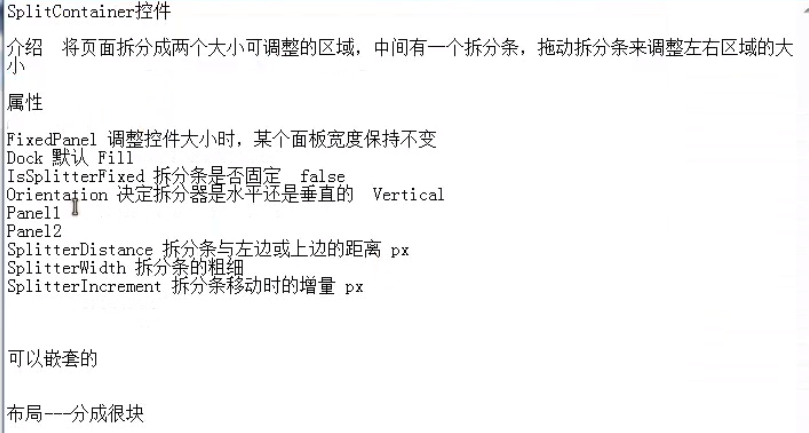 SplitContainer控件
介绍 将页面拆分成两个大小可调整的区域，中间有一个拆分条，拖动拆分条来调整左右区域的大
小
属性
FixedPanel 调整控件大小时，某个面板宽度保持不变
Dock 默认 Fill
IsSplitterFixed 拆分条是否固定 false
Orientation 决定拆分器是水平还是垂直的 Vertical
Panel1
Panel2
SplitterDistance 拆分条与左边或上边的距离 px
SplitterWidth 拆分条的粗细
SplitterIncrement 拆分条移动时的增量 px
可以嵌套的
布局---分成很块